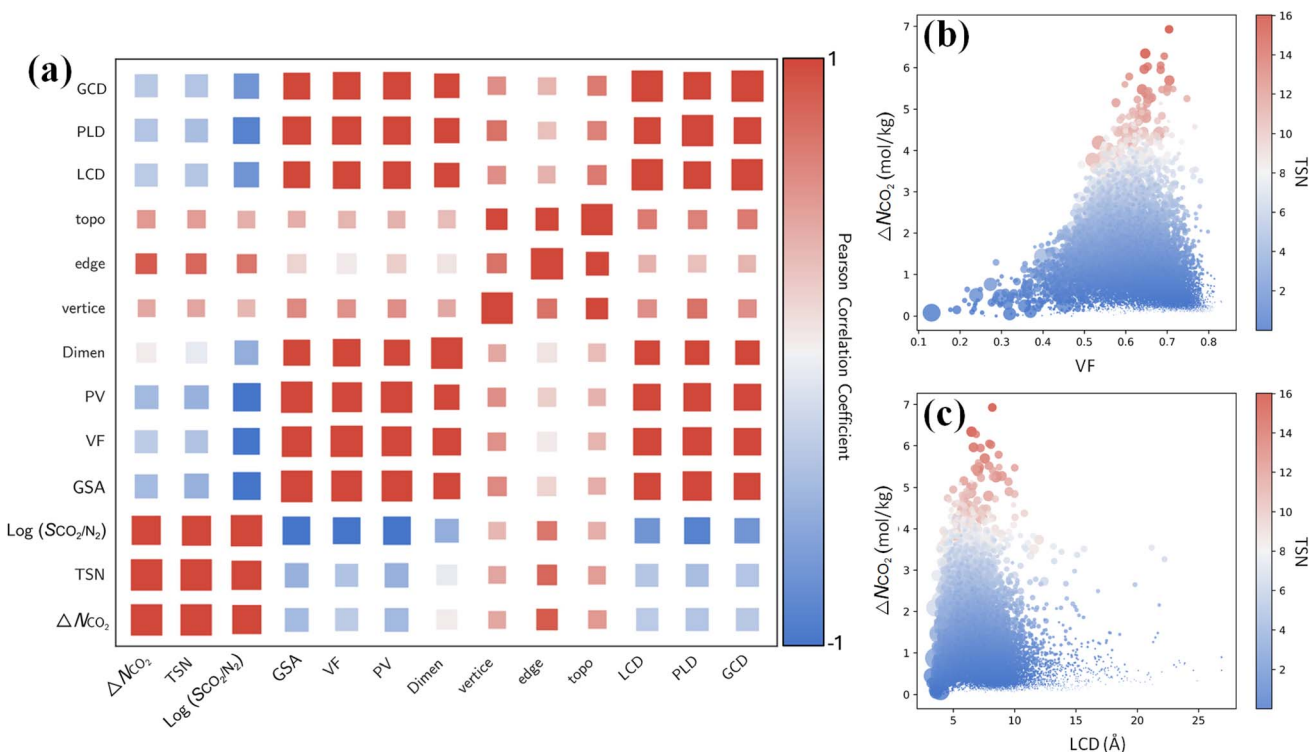 (a)
GCD
PLD
LCD
topo
edge
vertice
Dimen
PV
VF
GSA
Log (SCO₂/N₂)
TSN
△NCO₂
△NCO₂
TSN
Log (SCO₂/N₂)
GSA
VF
PV
Dimen
vertice
edge
topo
LCD
PLD
GCD
1
Pearson Correlation Coefficient
-1
(b)
△NCO₂ (mol/kg)
7
6
5
4
3
2
1
0
0.1
0.2
0.3
0.4
0.5
0.6
0.7
0.8
VF
16
14
12
10
8
6
4
2
TSN
(c)
△NCO₂ (mol/kg)
7
6
5
4
3
2
1
0
5
10
15
20
25
LCD (Å)
16
14
12
10
8
6
4
2
TSN